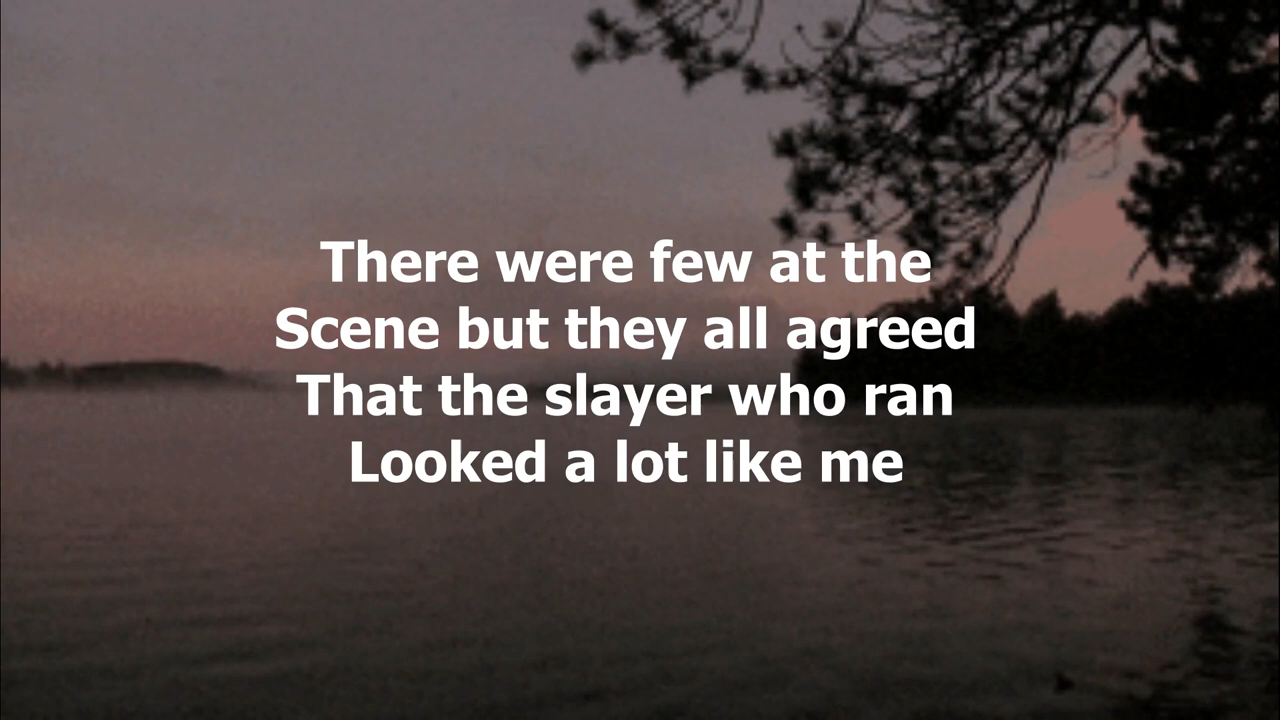 There were few at the
Scene but they all agreed
That the slayer who ran
Looked a lot like me